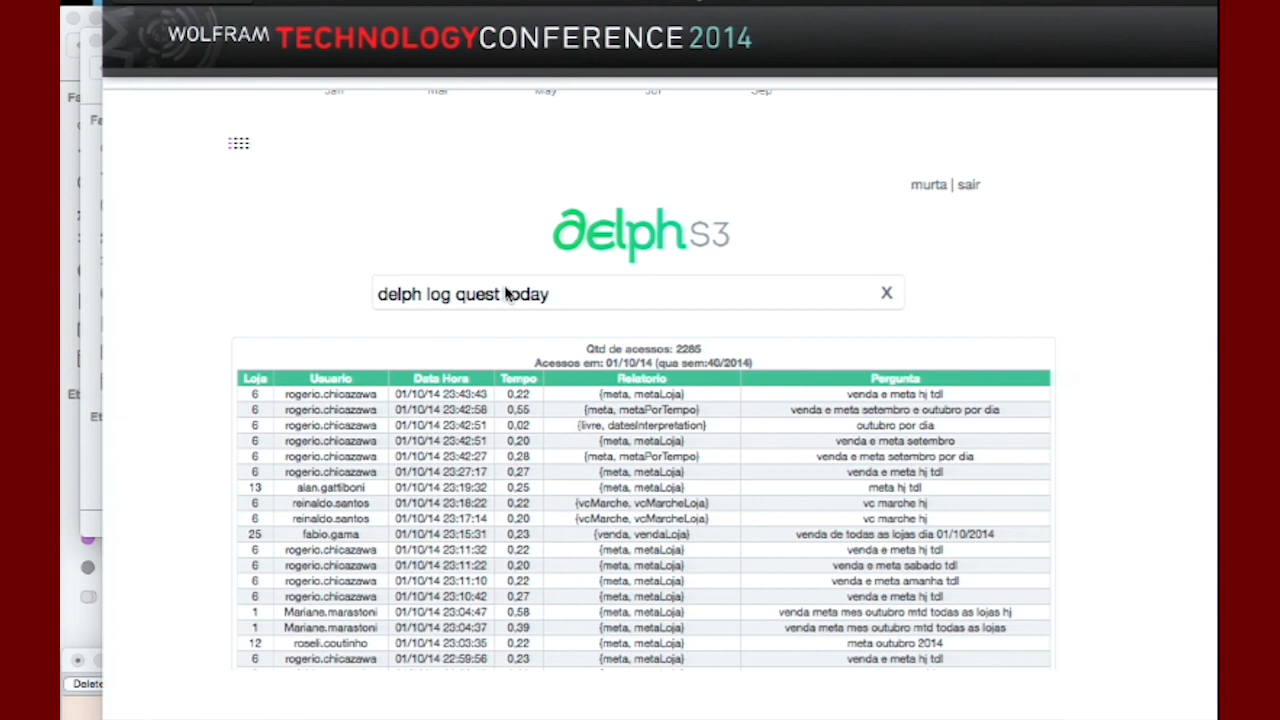 WOLFRAM TECHNOLOGYCONFERENCE 2014
Jan Mar May Jul Sep
murta | sair
delphS3
delph log quest today X
Qtd de acessos: 2285
Acessos em: 01/10/14 (qua sem:40/2014)
Loja Usuario Data Hora Tempo Relatorio Pergunta
6 rogerio.chicazawa 01/10/14 23:43:43 0,22 {meta, metaLoja} venda e meta hj tdl
6 rogerio.chicazawa 01/10/14 23:42:58 0,55 {meta, metaPorTempo} venda e meta setembro e outubro por dia
6 rogerio.chicazawa 01/10/14 23:42:51 0,02 {livre, datesInterpretation} outubro por dia
6 rogerio.chicazawa 01/10/14 23:42:51 0,20 {meta, metaLoja} venda e meta setembro
6 rogerio.chicazawa 01/10/14 23:42:27 0,28 {meta, metaPorTempo} venda e meta setembro por dia
6 rogerio.chicazawa 01/10/14 23:27:17 0,27 {meta, metaLoja} venda e meta hj tdl
13 alan.gattiboni 01/10/14 23:19:32 0,25 {meta, metaLoja} meta hj tdl
6 reinaldo.santos 01/10/14 23:18:22 0,22 {vcMarche, vcMarcheLoja} vc marche hj
6 reinaldo.santos 01/10/14 23:17:14 0,20 {vcMarche, vcMarcheLoja} vc marche hj
25 fabio.gama 01/10/14 23:15:31 0,23 {venda, vendaLoja} venda de todas as lojas dia 01/10/2014
6 rogerio.chicazawa 01/10/14 23:11:32 0,22 {meta, metaLoja} venda e meta hj tdl
6 rogerio.chicazawa 01/10/14 23:11:22 0,20 {meta, metaLoja} venda e meta sabado tdl
6 rogerio.chicazawa 01/10/14 23:11:10 0,22 {meta, metaLoja} venda e meta amanha tdl
6 rogerio.chicazawa 01/10/14 23:10:42 0,27 {meta, metaLoja} venda e meta hj tdl
1 Mariane.marastoni 01/10/14 23:04:47 0,58 {meta, metaLoja} venda meta mes outubro mtd todas as lojas hj
1 Mariane.marastoni 01/10/14 23:04:37 0,39 {meta, metaLoja} venda meta mes outubro mtd todas as lojas
12 roseli.coutinho 01/10/14 23:03:35 0,22 {meta, metaLoja} meta outubro 2014
6 rogerio.chicazawa 01/10/14 22:59:56 0,23 {meta, metaLoja} venda e meta hj tdl